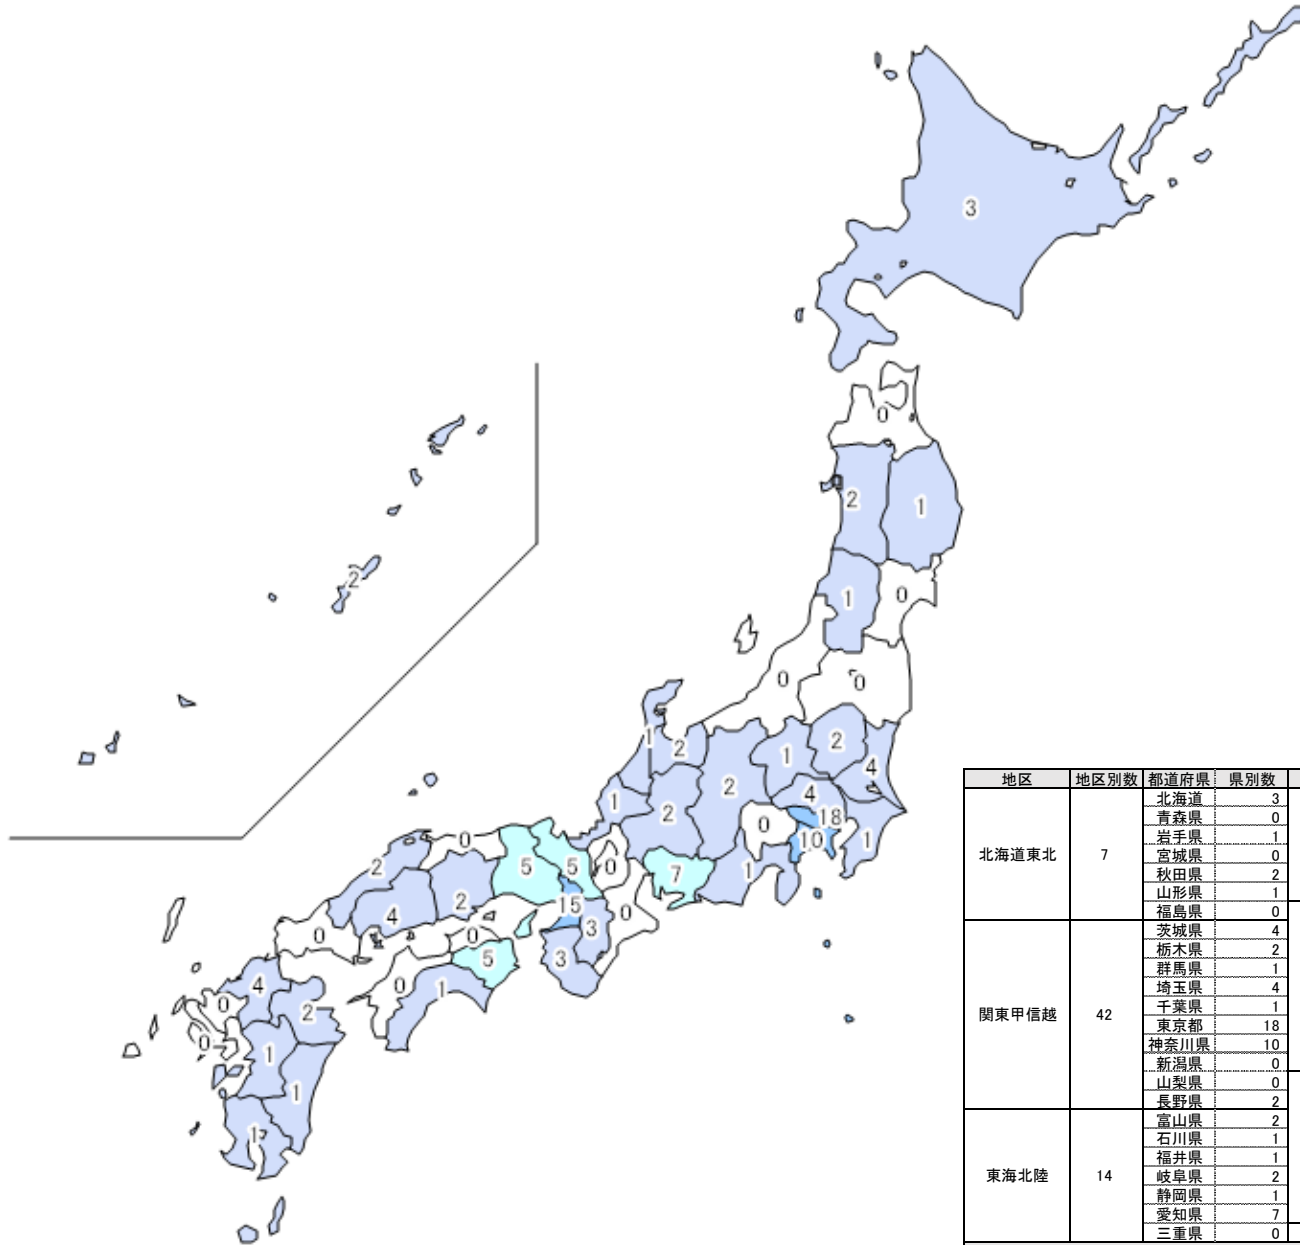 3
0
2
1
1
0
0
0
1
2
2
1
4
2
4
1
2
18
0
10
1
0
5
5
0
7
1
2
15
0
2
4
3
0
0
5
3
4
0
1
0
2
0
1
1
1
2
地区 地区別数 都道府県 県別数
北海道東北 7
北海道 3
青森県 0
岩手県 1
宮城県 0
秋田県 2
山形県 1
福島県 0
関東甲信越 42
茨城県 4
栃木県 2
群馬県 1
埼玉県 4
千葉県 1
東京都 18
神奈川県 10
新潟県 0
山梨県 0
長野県 2
東海北陸 14
富山県 2
石川県 1
福井県 1
岐阜県 2
静岡県 1
愛知県 7
三重県 0